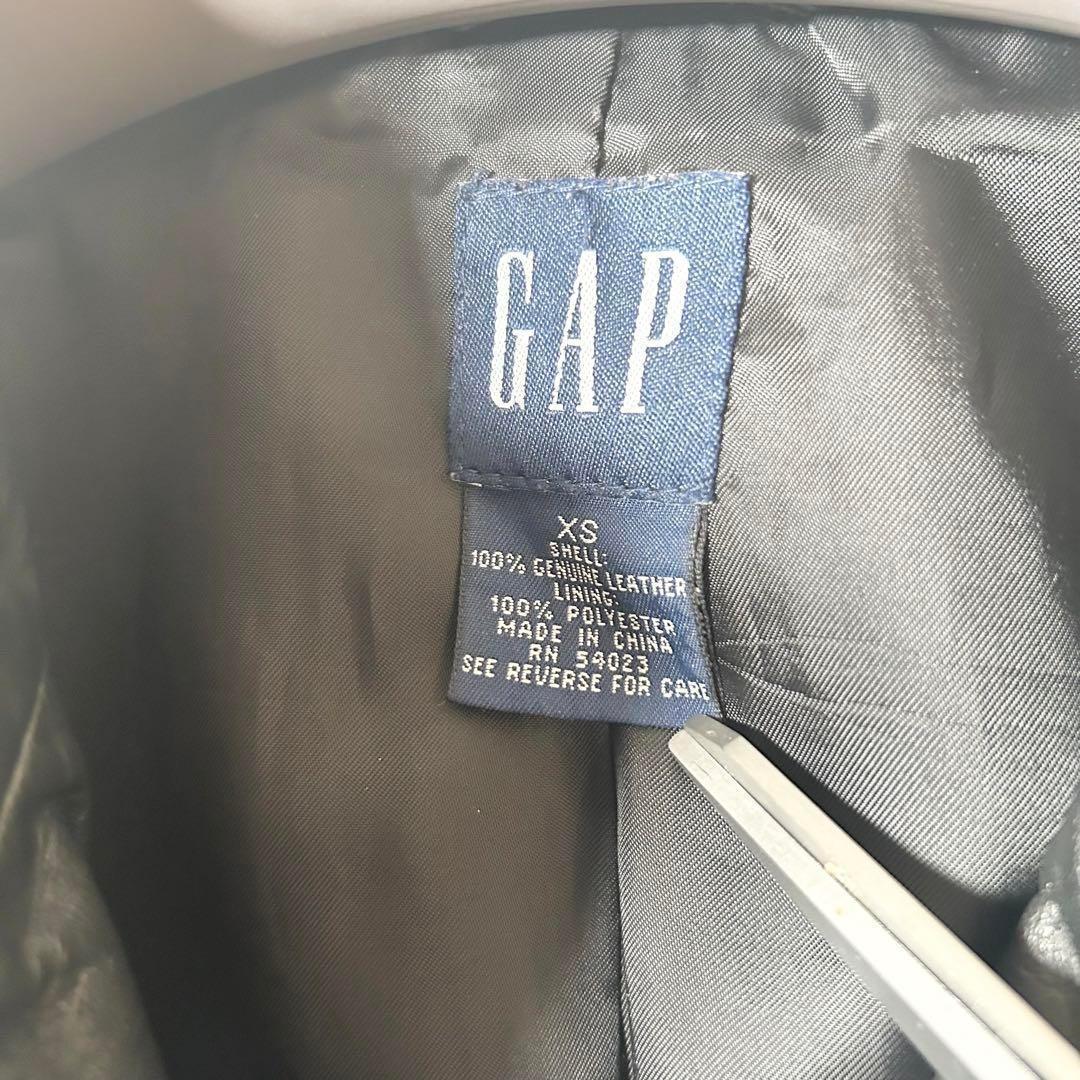 GAP
XS
SHELL:
100% GENUINE LEATHER
LINING:
100% POLYESTER
MADE IN CHINA
RN 54023
SEE REVERSE FOR CARE